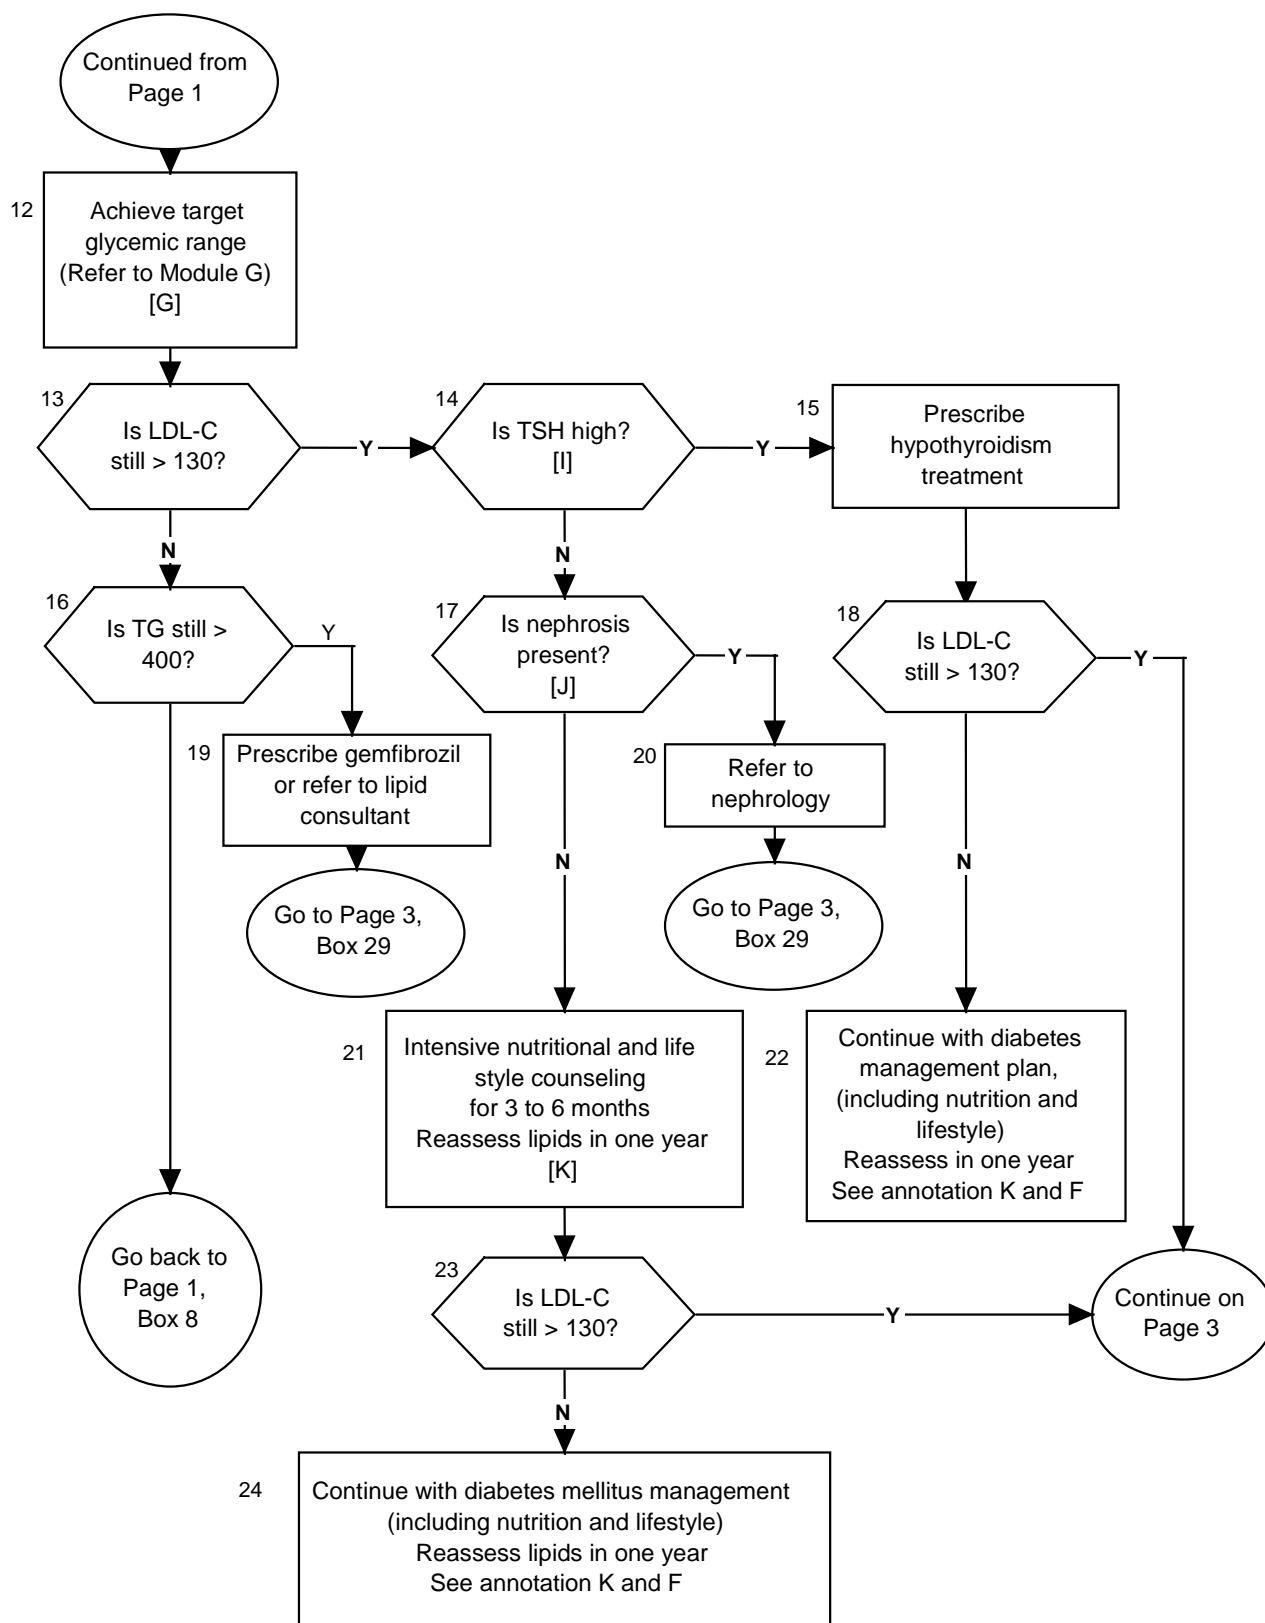 Continued from
Page 1
12
Achieve target
glycemic range
(Refer to Module G)
[G]
13
Is LDL-C
still > 130?
Y
14
Is TSH high?
[I]
Y
15
Prescribe
hypothyroidism
treatment
N
N
16
Is TG still >
400?
Y
17
Is nephrosis
present?
[J]
Y
18
Is LDL-C
still > 130?
Y
19
Prescribe gemfibrozil
or refer to lipid
consultant
20
Refer to
nephrology
N
N
Go to Page 3,
Box 29
Go to Page 3,
Box 29
21
Intensive nutritional and life
style counseling
for 3 to 6 months
Reassess lipids in one year
[K]
22
Continue with diabetes
management plan,
(including nutrition and
lifestyle)
Reassess in one year
See annotation K and F
Go back to
Page 1,
Box 8
23
Is LDL-C
still > 130?
Y
Continue on
Page 3
N
24
Continue with diabetes mellitus management
(including nutrition and lifestyle)
Reassess lipids in one year
See annotation K and F